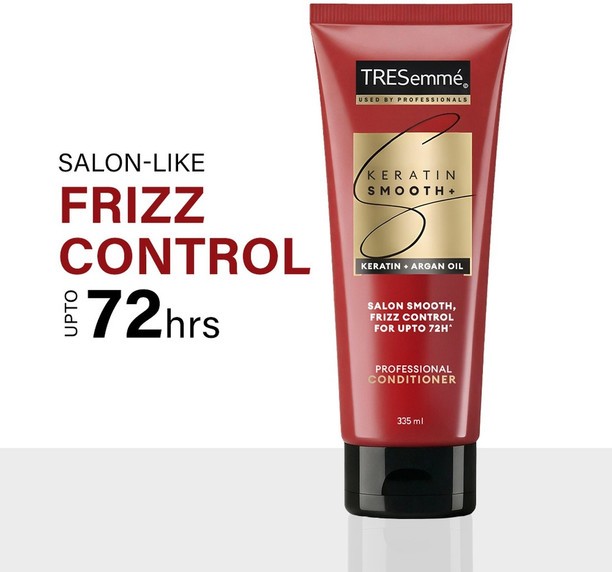 SALON-LIKE
FRIZZ
CONTROL
UPTO 72hrs
TRESemmé®
USED BY PROFESSIONALS
S
KERATIN
SMOOTH+
KERATIN + ARGAN OIL
SALON SMOOTH,
FRIZZ CONTROL
FOR UPTO 72H^
PROFESSIONAL
CONDITIONER
335 ml